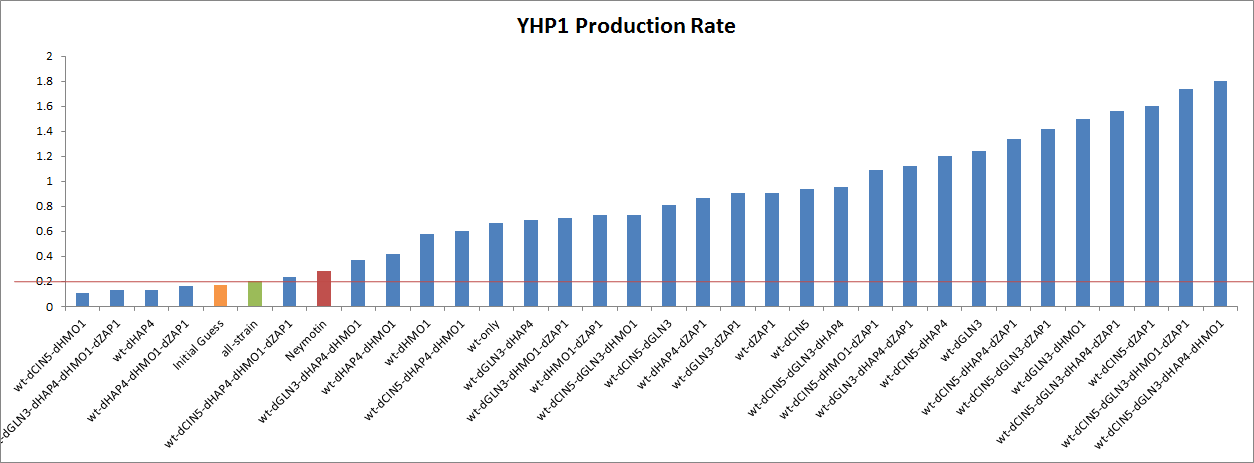 YHP1 Production Rate
2
1.8
1.6
1.4
1.2
1
0.8
0.6
0.4
0.2
0
wt-dCIN5-dHMO1
-dGLN3-dHAP4-dHMO1-dZAP1
wt-dHAP4
wt-dHAP4-dHMO1-dZAP1
Initial Guess
all-strain
wt-dCIN5-dHAP4-dHMO1-dZAP1
Neymotin
wt-dGLN3-dHAP4-dHMO1
wt-dHAP4-dHMO1
wt-dHMO1
wt-dCIN5-dHAP4-dHMO1
wt-only
wt-dGLN3-dHAP4
wt-dGLN3-dHMO1-dZAP1
wt-dHMO1-dZAP1
wt-dCIN5-dGLN3-dHMO1
wt-dCIN5-dGLN3
wt-dHAP4-dZAP1
wt-dGLN3-dZAP1
wt-dZAP1
wt-dCIN5
wt-dCIN5-dGLN3-dHAP4
wt-dCIN5-dHMO1-dZAP1
wt-dGLN3-dHAP4-dZAP1
wt-dCIN5-dHAP4
wt-dGLN3
wt-dCIN5-dHAP4-dZAP1
wt-dCIN5-dGLN3-dZAP1
wt-dGLN3-dHMO1
wt-dCIN5-dGLN3-dHAP4-dZAP1
wt-dCIN5-dZAP1
wt-dCIN5-dGLN3-dHMO1-dZAP1
wt-dCIN5-dGLN3-dHAP4-dHMO1